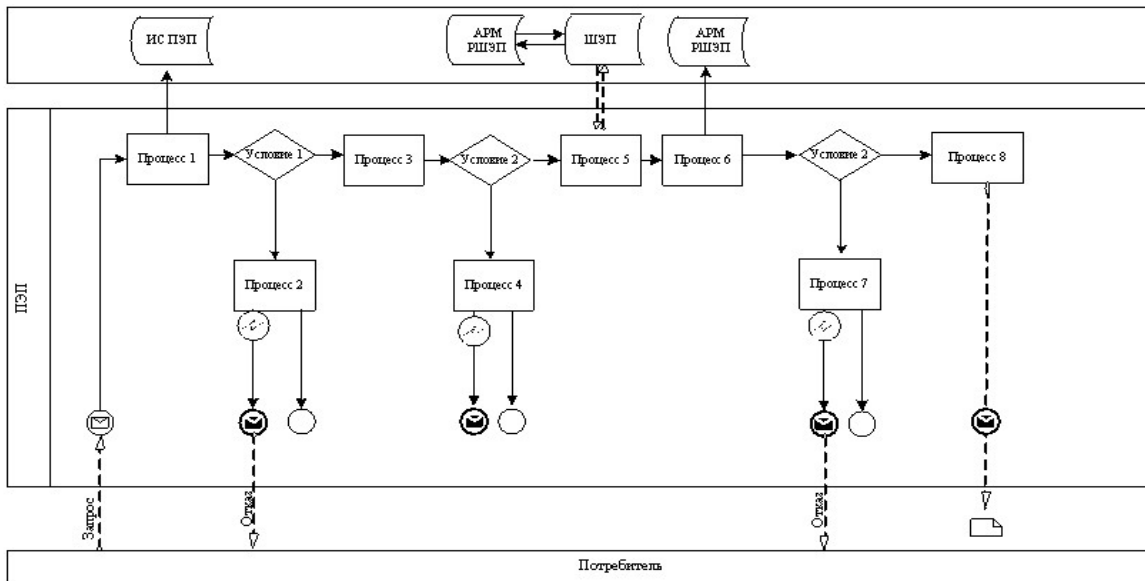 ИС ПЭП
АРМ
РШЭП
ШЭП
АРМ
РШЭП
Процесс 1
Условие 1
Процесс 3
Условие 2
Процесс 5
Процесс 6
Условие 2
Процесс 8
Процесс 2
Процесс 4
Процесс 7
ПЭП
Запрос
Отказ
Отказ
Потребитель